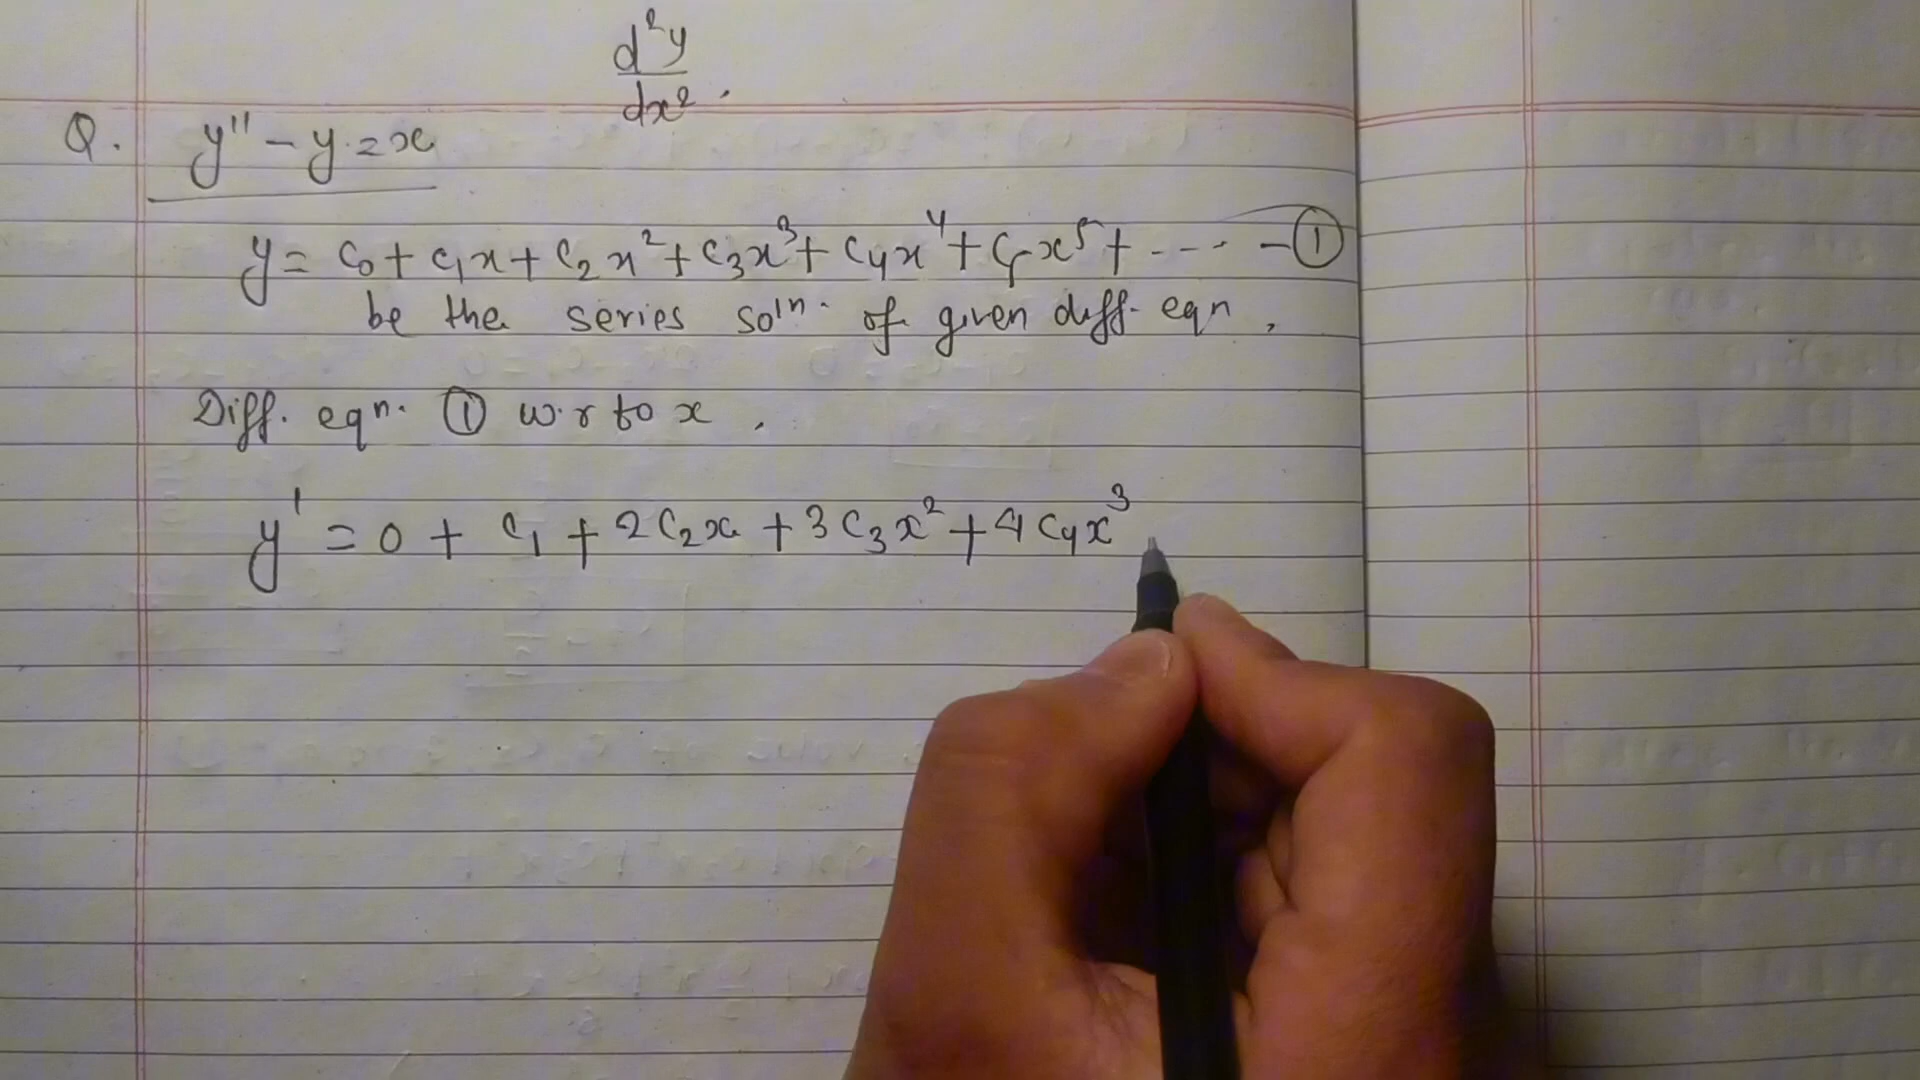 d²y
dx² .
Q. y'' - y = x
y = c₀ + c₁x + c₂x² + c₃x³ + c₄x⁴ + c₅x⁵ + ---- - ①
be the series solⁿ. of given diff. eqn .
Diff. eqⁿ. ① w.r to x .
y' = 0 + c₁ + 2c₂x + 3c₃x² + 4c₄x³